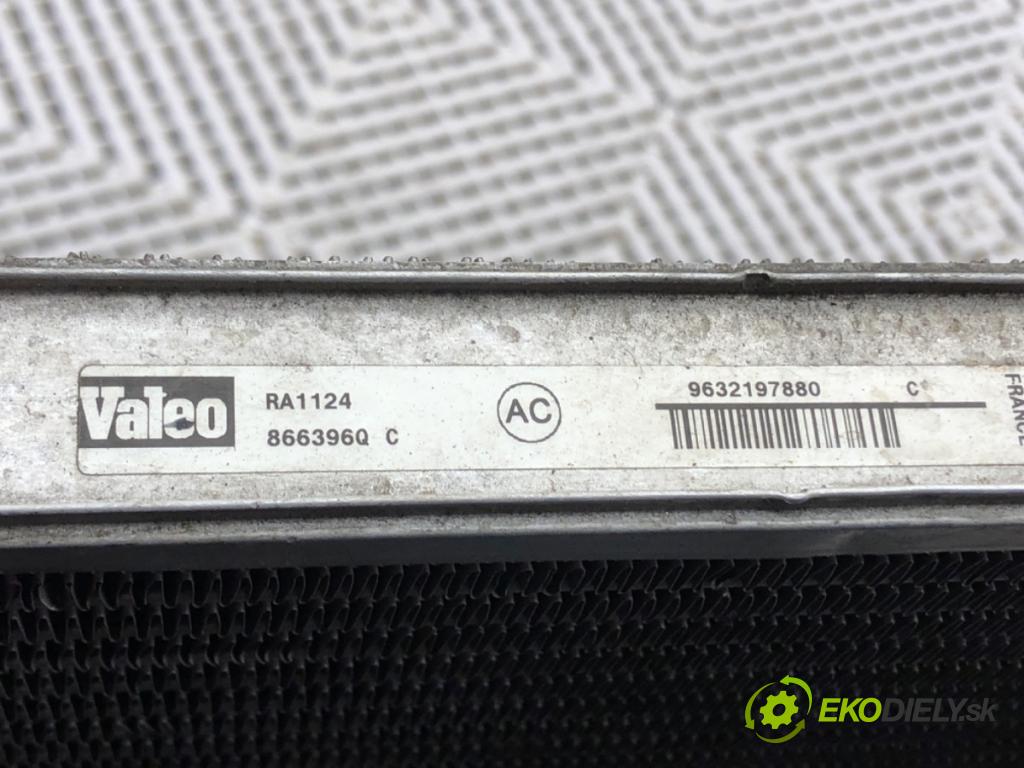 Valeo
RA1124
866396Q C
AC
9632197880 C
FRANCE
EKODIELY.sk